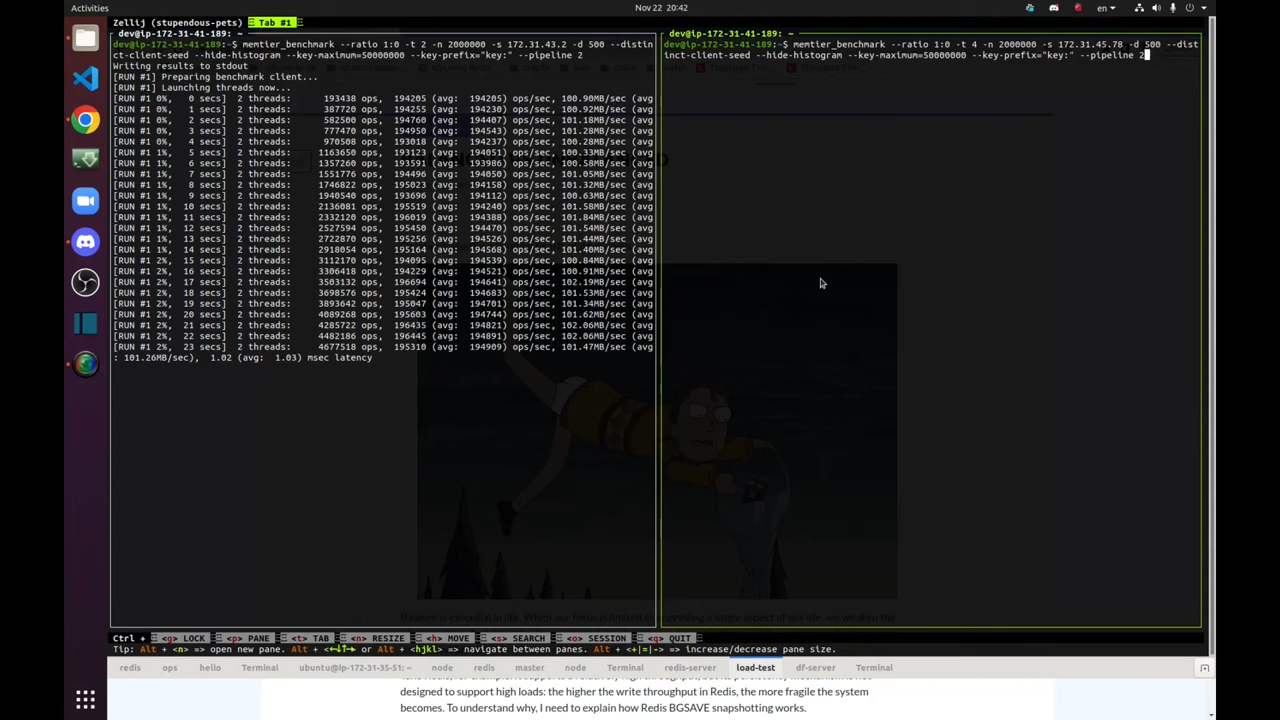 Activities
Nov 22 20:42
en
Zellij (stupendous-pets) Tab #1
dev@ip-172-31-41-189: ~
dev@ip-172-31-41-189:~$ memtier_benchmark --ratio 1:0 -t 2 -n 2000000 -s 172.31.43.2 -d 500 --distin
ct-client-seed --hide-histogram --key-maximum=50000000 --key-prefix="key:" --pipeline 2
Writing results to stdout
[RUN #1] Preparing benchmark client...
[RUN #1] Launching threads now...
[RUN #1 0%, 0 secs] 2 threads: 193438 ops, 194205 (avg: 194205) ops/sec, 100.90MB/sec (avg
[RUN #1 0%, 1 secs] 2 threads: 387720 ops, 194255 (avg: 194230) ops/sec, 100.92MB/sec (avg
[RUN #1 0%, 2 secs] 2 threads: 582500 ops, 194760 (avg: 194407) ops/sec, 101.18MB/sec (avg
[RUN #1 0%, 3 secs] 2 threads: 777470 ops, 194950 (avg: 194543) ops/sec, 101.28MB/sec (avg
[RUN #1 0%, 4 secs] 2 threads: 970508 ops, 193018 (avg: 194237) ops/sec, 100.28MB/sec (avg
[RUN #1 1%, 5 secs] 2 threads: 1163650 ops, 193123 (avg: 194051) ops/sec, 100.33MB/sec (avg
[RUN #1 1%, 6 secs] 2 threads: 1357260 ops, 193591 (avg: 193986) ops/sec, 100.58MB/sec (avg
[RUN #1 1%, 7 secs] 2 threads: 1551776 ops, 194496 (avg: 194050) ops/sec, 101.05MB/sec (avg
[RUN #1 1%, 8 secs] 2 threads: 1746822 ops, 195023 (avg: 194158) ops/sec, 101.32MB/sec (avg
[RUN #1 1%, 9 secs] 2 threads: 1940540 ops, 193696 (avg: 194112) ops/sec, 100.63MB/sec (avg
[RUN #1 1%, 10 secs] 2 threads: 2136081 ops, 195519 (avg: 194240) ops/sec, 101.58MB/sec (avg
[RUN #1 1%, 11 secs] 2 threads: 2332120 ops, 196019 (avg: 194388) ops/sec, 101.84MB/sec (avg
[RUN #1 1%, 12 secs] 2 threads: 2527594 ops, 195450 (avg: 194470) ops/sec, 101.54MB/sec (avg
[RUN #1 1%, 13 secs] 2 threads: 2722870 ops, 195256 (avg: 194526) ops/sec, 101.44MB/sec (avg
[RUN #1 1%, 14 secs] 2 threads: 2918054 ops, 195164 (avg: 194568) ops/sec, 101.40MB/sec (avg
[RUN #1 2%, 15 secs] 2 threads: 3112170 ops, 194095 (avg: 194539) ops/sec, 100.84MB/sec (avg
[RUN #1 2%, 16 secs] 2 threads: 3306418 ops, 194229 (avg: 194521) ops/sec, 100.91MB/sec (avg
[RUN #1 2%, 17 secs] 2 threads: 3503132 ops, 196694 (avg: 194641) ops/sec, 102.19MB/sec (avg
[RUN #1 2%, 18 secs] 2 threads: 3698576 ops, 195424 (avg: 194683) ops/sec, 101.53MB/sec (avg
[RUN #1 2%, 19 secs] 2 threads: 3893642 ops, 195047 (avg: 194701) ops/sec, 101.34MB/sec (avg
[RUN #1 2%, 20 secs] 2 threads: 4089268 ops, 195603 (avg: 194744) ops/sec, 101.62MB/sec (avg
[RUN #1 2%, 21 secs] 2 threads: 4285722 ops, 196435 (avg: 194821) ops/sec, 102.06MB/sec (avg
[RUN #1 2%, 22 secs] 2 threads: 4482186 ops, 196445 (avg: 194891) ops/sec, 102.06MB/sec (avg
[RUN #1 2%, 23 secs] 2 threads: 4677518 ops, 195310 (avg: 194909) ops/sec, 101.47MB/sec (avg
: 101.26MB/sec), 1.02 (avg: 1.03) msec latency
dev@ip-172-31-41-189: ~
dev@ip-172-31-41-189:~$ memtier_benchmark --ratio 1:0 -t 4 -n 2000000 -s 172.31.45.78 -d 500 --dist
inct-client-seed --hide-histogram --key-maximum=50000000 --key-prefix="key:" --pipeline 2
Ctrl + <g> LOCK <p> PANE <t> TAB <n> RESIZE <h> MOVE <s> SEARCH <o> SESSION <q> QUIT
Tip: Alt + <n> => open new pane. Alt + <←↓↑→> or Alt + <hjkl> => navigate between panes. Alt + <+|=|-> => increase/decrease pane size.
redis ops hello Terminal ubuntu@ip-172-31-35-51: ~ node redis master node Terminal redis-server load-test df-server Terminal
designed to support high loads: the higher the write throughput in Redis, the more fragile the system
becomes. To understand why, I need to explain how Redis BGSAVE snapshotting works.